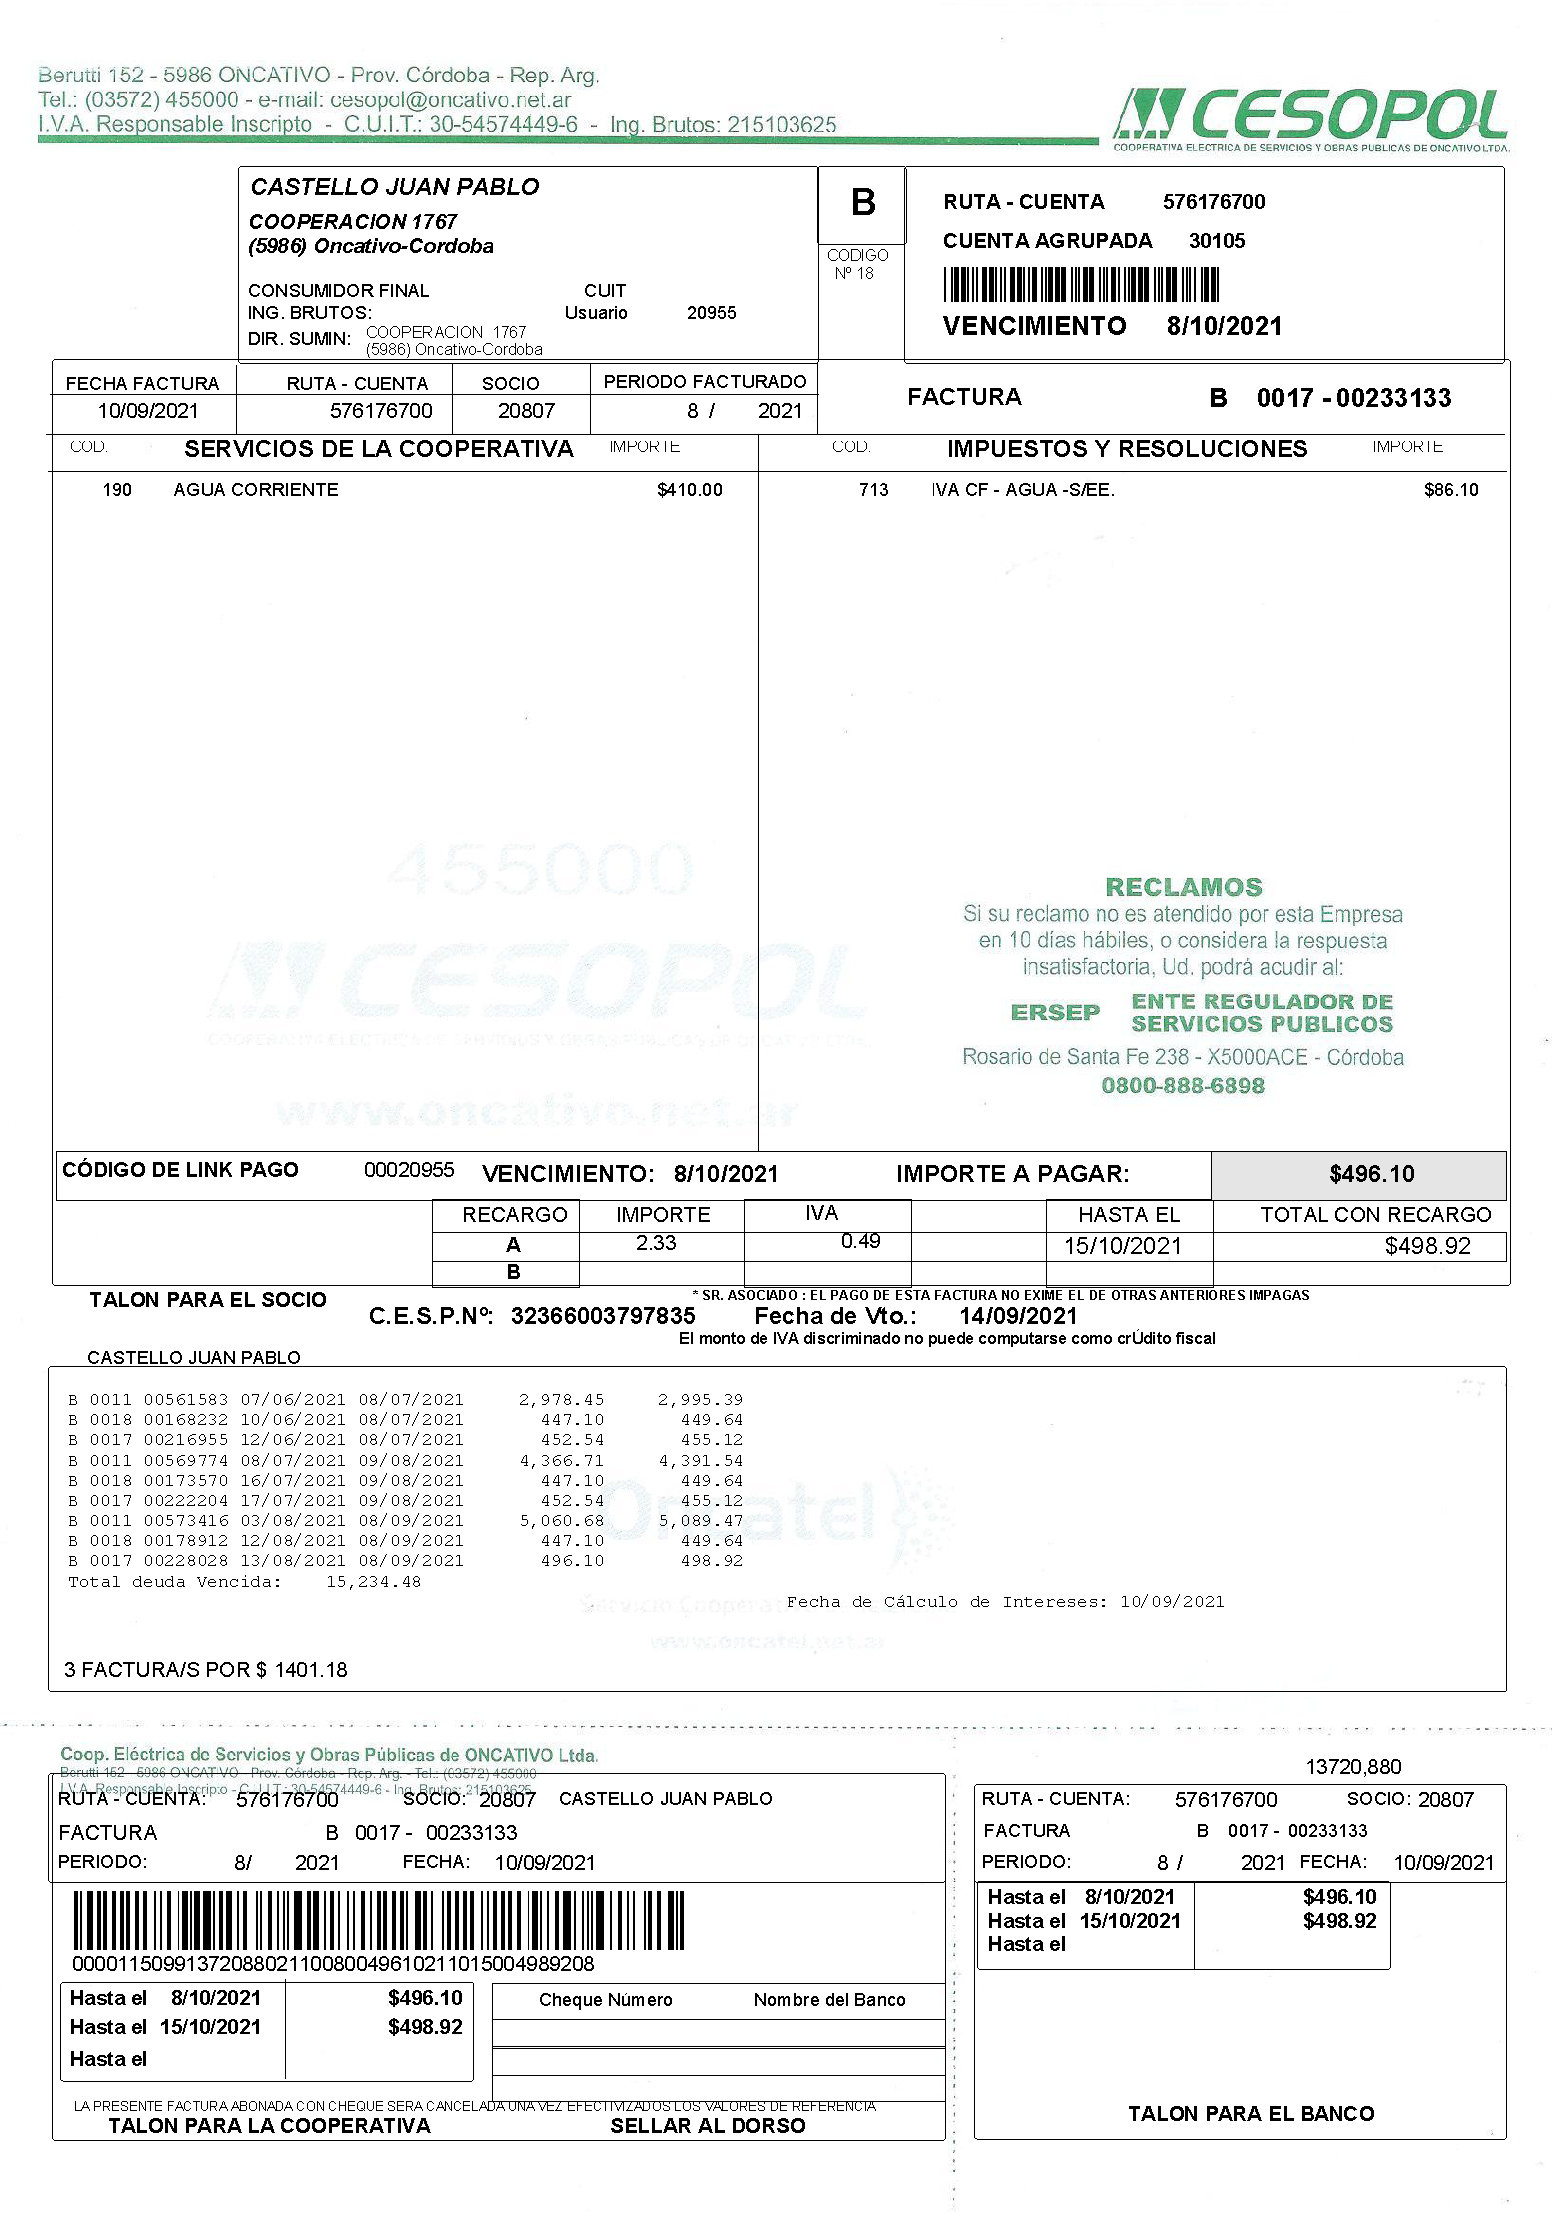 Berutti 152 - 5986 ONCATIVO - Prov. Córdoba - Rep. Arg.
Tel.: (03572) 455000 - e-mail: cesopol@oncativo.net.ar
I.V.A. Responsable Inscripto - C.U.I.T.: 30-54574449-6 - Ing. Brutos: 215103625
CESOPOL
COOPERATIVA ELECTRICA DE SERVICIOS Y OBRAS PUBLICAS DE ONCATIVO LTDA.
CASTELLO JUAN PABLO
COOPERACION 1767
(5986) Oncativo-Cordoba
CONSUMIDOR FINAL CUIT
ING. BRUTOS: Usuario 20955
DIR. SUMIN: COOPERACION 1767
(5986) Oncativo-Cordoba
B
CODIGO
Nº 18
RUTA - CUENTA 576176700
CUENTA AGRUPADA 30105
VENCIMIENTO 8/10/2021
FECHA FACTURA RUTA - CUENTA SOCIO PERIODO FACTURADO
10/09/2021 576176700 20807 8 / 2021
FACTURA B 0017 - 00233133
COD. SERVICIOS DE LA COOPERATIVA IMPORTE COD. IMPUESTOS Y RESOLUCIONES IMPORTE
190 AGUA CORRIENTE $410.00 713 IVA CF - AGUA -S/EE. $86.10
455000
CESOPOL
COOPERATIVA ELECTRICA DE SERVICIOS Y OBRAS PUBLICAS DE ONCATIVO LTDA.
www.oncativo.net.ar
RECLAMOS
Si su reclamo no es atendido por esta Empresa
en 10 días hábiles, o considera la respuesta
insatisfactoria, Ud. podrá acudir al:
ERSEP ENTE REGULADOR DE
SERVICIOS PUBLICOS
Rosario de Santa Fe 238 - X5000ACE - Córdoba
0800-888-6898
CÓDIGO DE LINK PAGO 00020955 VENCIMIENTO: 8/10/2021 IMPORTE A PAGAR: $496.10
RECARGO IMPORTE IVA HASTA EL TOTAL CON RECARGO
A 2.33 0.49 15/10/2021 $498.92
B
TALON PARA EL SOCIO
* SR. ASOCIADO : EL PAGO DE ESTA FACTURA NO EXIME EL DE OTRAS ANTERIORES IMPAGAS
C.E.S.P.Nº: 32366003797835 Fecha de Vto.: 14/09/2021
El monto de IVA discriminado no puede computarse como crÚdito fiscal
CASTELLO JUAN PABLO
B 0011 00561583 07/06/2021 08/07/2021 2,978.45 2,995.39
B 0018 00168232 10/06/2021 08/07/2021 447.10 449.64
B 0017 00216955 12/06/2021 08/07/2021 452.54 455.12
B 0011 00569774 08/07/2021 09/08/2021 4,366.71 4,391.54
B 0018 00173570 16/07/2021 09/08/2021 447.10 449.64
B 0017 00222204 17/07/2021 09/08/2021 452.54 455.12
B 0011 00573416 03/08/2021 08/09/2021 5,060.68 5,089.47
B 0018 00178912 12/08/2021 08/09/2021 447.10 449.64
B 0017 00228028 13/08/2021 08/09/2021 496.10 498.92
Total deuda Vencida: 15,234.48
Fecha de Cálculo de Intereses: 10/09/2021
Oncatel
www.oncatel.net.ar
3 FACTURA/S POR $ 1401.18
Coop. Eléctrica de Servicios y Obras Públicas de ONCATIVO Ltda.
Berutti 152 - 5986 ONCATIVO - Prov. Córdoba - Rep. Arg. - Tel.: (03572) 455000
I.V.A. Responsable Inscripto - C.U.I.T.: 30-54574449-6 - Ing. Brutos: 215103625
RUTA - CUENTA: 576176700 SOCIO: 20807 CASTELLO JUAN PABLO
FACTURA B 0017 - 00233133
PERIODO: 8/ 2021 FECHA: 10/09/2021
00001150991372088021100800496102110150049892​08
Hasta el 8/10/2021 $496.10
Hasta el 15/10/2021 $498.92
Hasta el
Cheque Número Nombre del Banco
LA PRESENTE FACTURA ABONADA CON CHEQUE SERA CANCELADA UNA VEZ EFECTIVIZADOS LOS VALORES DE REFERENCIA
TALON PARA LA COOPERATIVA SELLAR AL DORSO
13720,880
RUTA - CUENTA: 576176700 SOCIO: 20807
FACTURA B 0017 - 00233133
PERIODO: 8 / 2021 FECHA: 10/09/2021
Hasta el 8/10/2021 $496.10
Hasta el 15/10/2021 $498.92
Hasta el
TALON PARA EL BANCO